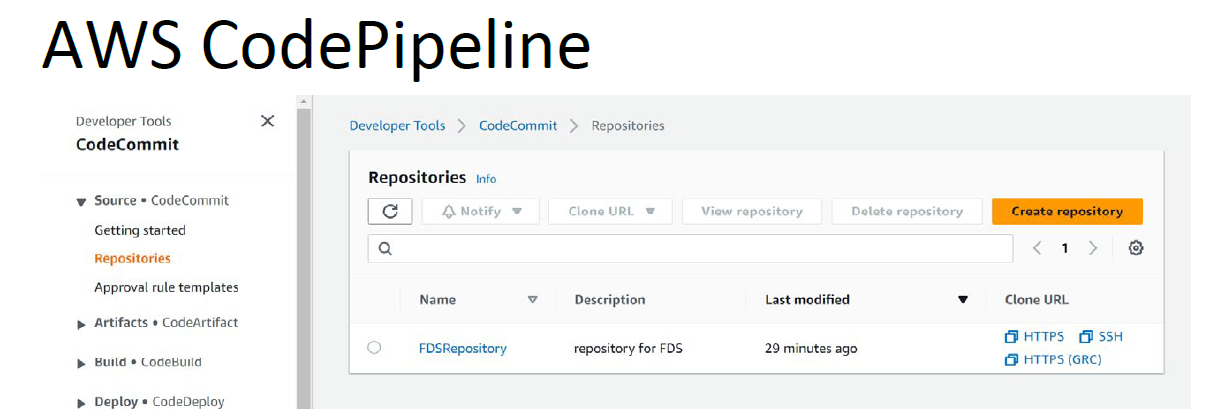 AWS CodePipeline
Developer Tools
CodeCommit
Source • CodeCommit
Getting started
Repositories
Approval rule templates
Artifacts • CodeArtifact
Build • CodeBuild
Deploy • CodeDeploy
Developer Tools > CodeCommit > Repositories
Repositories Info
Notify Clone URL View repository Delete repository Create repository
1
Name Description Last modified Clone URL
FDSRepository repository for FDS 29 minutes ago HTTPS SSH
HTTPS (GRC)